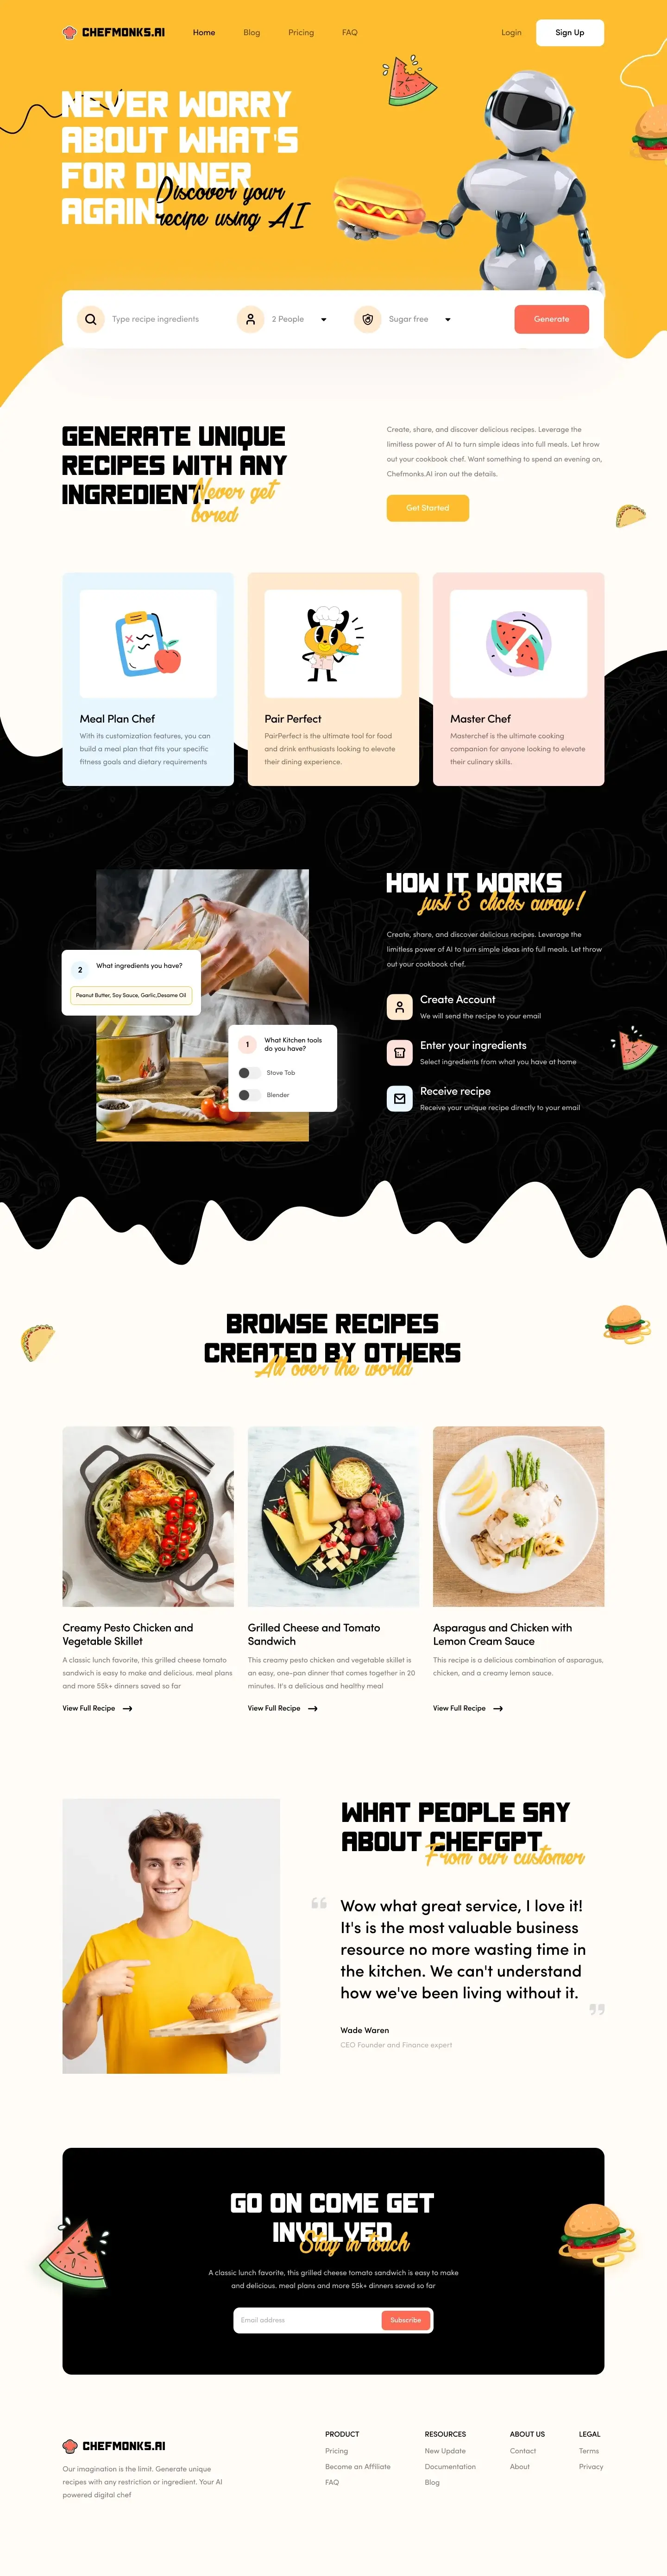 CHEFMONKS.AI
Home
Blog
Pricing
FAQ
Login
Sign Up
NEVER WORRY
ABOUT WHAT'S
FOR DINNER
AGAIN!
Discover your
recipe using AI
Type recipe ingredients
2 People
Sugar free
Generate
GENERATE UNIQUE
RECIPES WITH ANY
INGREDIENT.
Never get
bored
Create, share, and discover delicious recipes. Leverage the
limitless power of AI to turn simple ideas into full meals. Let hrow
out your cookbook chef. Want something to spend an evening on,
Chefmonks.AI iron out the details.
Get Started
Meal Plan Chef
With its customization features, you can
build a meal plan that fits your specific
fitness goals and dietary requirements
Pair Perfect
PairPerfect is the ultimate tool for food
and drink enthusiasts looking to elevate
their dining experience.
Master Chef
Masterchef is the ultimate cooking
companion for anyone looking to elevate
their culinary skills.
2
What ingredients you have?
Peanut Butter, Soy Sauce, Garlic,Desame Oil
1
What Kitchen tools
do you have?
Stove Tob
Blender
HOW IT WORKS
just 3 clicks away!
Create, share, and discover delicious recipes. Leverage the
limitless power of AI to turn simple ideas into full meals. Let throw
out your cookbook chef.
Create Account
We will send the recipe to your email
Enter your ingredients
Select ingredients from what you have at home
Receive recipe
Receive your unique recipe directly to your email
BROWSE RECIPES
CREATED BY OTHERS
All over the world
Creamy Pesto Chicken and
Vegetable Skillet
A classic lunch favorite, this grilled cheese tomato
sandwich is easy to make and delicious. meal plans
and more 55k+ dinners saved so far
View Full Recipe
Grilled Cheese and Tomato
Sandwich
This creamy pesto chicken and vegetable skillet is
an easy, one-pan dinner that comes together in 20
minutes. It's a delicious and healthy meal
View Full Recipe
Asparagus and Chicken with
Lemon Cream Sauce
This recipe is a delicious combination of asparagus,
chicken, and a creamy lemon sauce.
View Full Recipe
WHAT PEOPLE SAY
ABOUT CHEFGPT
From our customer
“
Wow what great service, I love it!
It's is the most valuable business
resource no more wasting time in
the kitchen. We can't understand
how we've been living without it.
”
Wade Waren
CEO Founder and Finance expert
GO ON COME GET
INVOLVED
Stay in touch
A classic lunch favorite, this grilled cheese tomato sandwich is easy to make
and delicious. meal plans and more 55k+ dinners saved so far
Email address
Subscribe
CHEFMONKS.AI
Our imagination is the limit. Generate unique
recipes with any restriction or ingredient. Your AI
powered digital chef
PRODUCT
Pricing
Become an Affiliate
FAQ
RESOURCES
New Update
Documentation
Blog
ABOUT US
Contact
About
LEGAL
Terms
Privacy